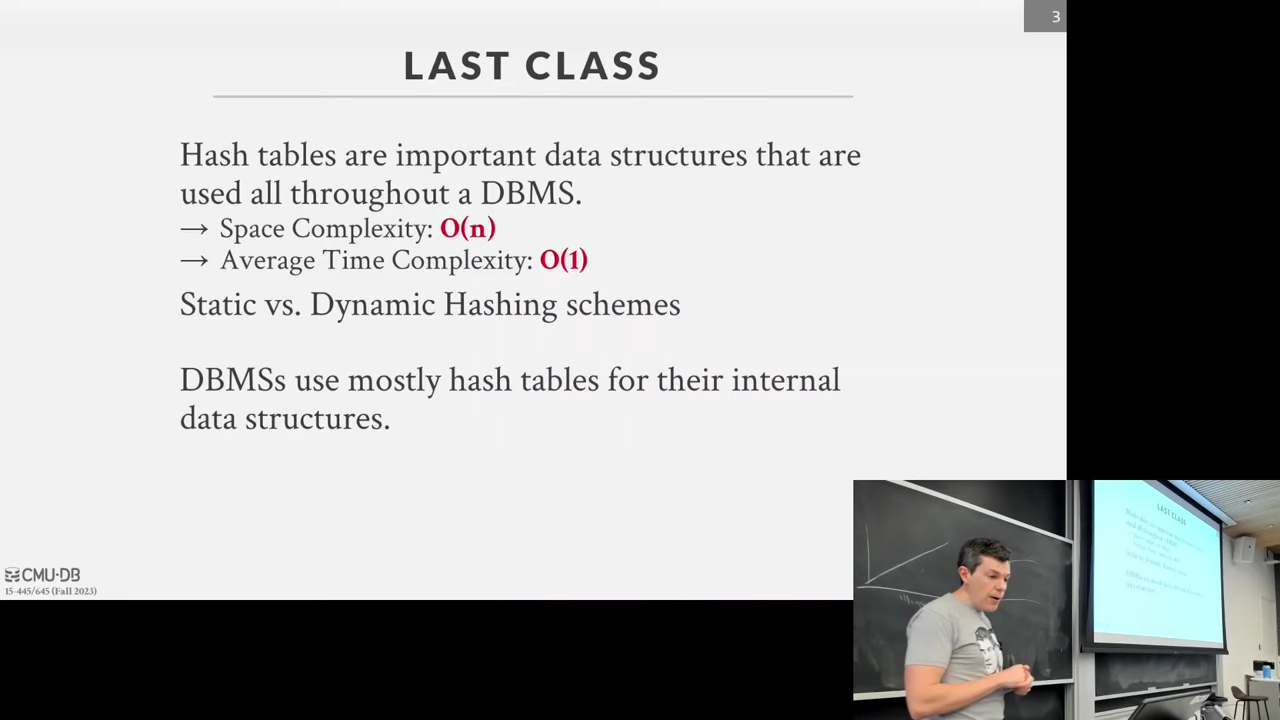 3
LAST CLASS
Hash tables are important data structures that are
used all throughout a DBMS.
→ Space Complexity: O(n)
→ Average Time Complexity: O(1)
Static vs. Dynamic Hashing schemes
DBMSs use mostly hash tables for their internal
data structures.
CMU·DB
15-445/645 (Fall 2023)
LAST CLASS